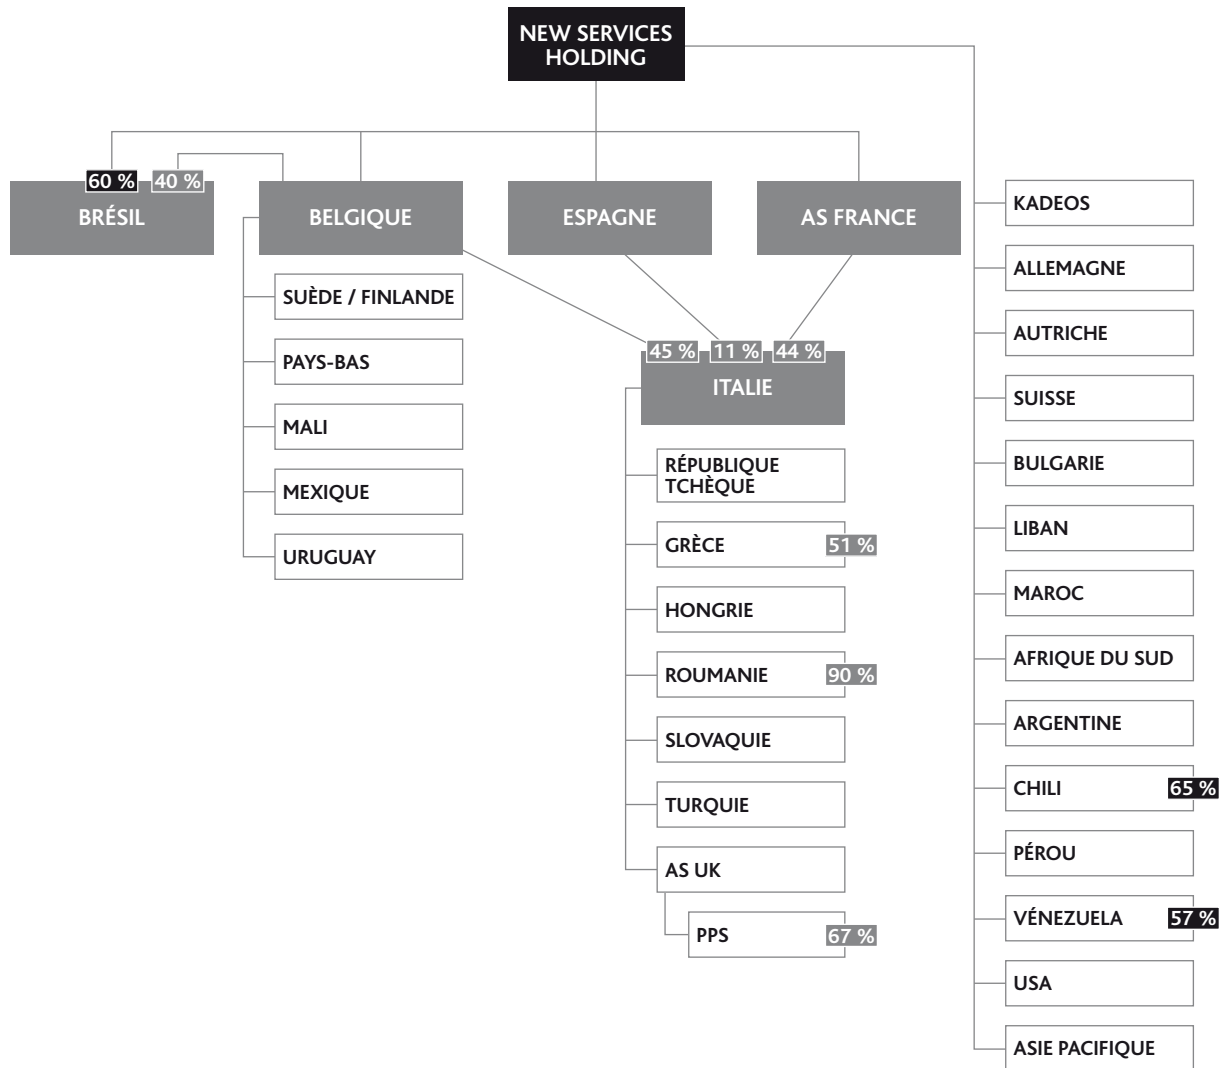 NEW SERVICES
HOLDING
60 %
40 %
BRÉSIL
BELGIQUE
ESPAGNE
AS FRANCE
SUÈDE / FINLANDE
PAYS-BAS
MALI
MEXIQUE
URUGUAY
45 %
11 %
44 %
ITALIE
RÉPUBLIQUE
TCHÈQUE
GRÈCE
51 %
HONGRIE
ROUMANIE
90 %
SLOVAQUIE
TURQUIE
AS UK
PPS
67 %
KADEOS
ALLEMAGNE
AUTRICHE
SUISSE
BULGARIE
LIBAN
MAROC
AFRIQUE DU SUD
ARGENTINE
CHILI
65 %
PÉROU
VÉNEZUELA
57 %
USA
ASIE PACIFIQUE